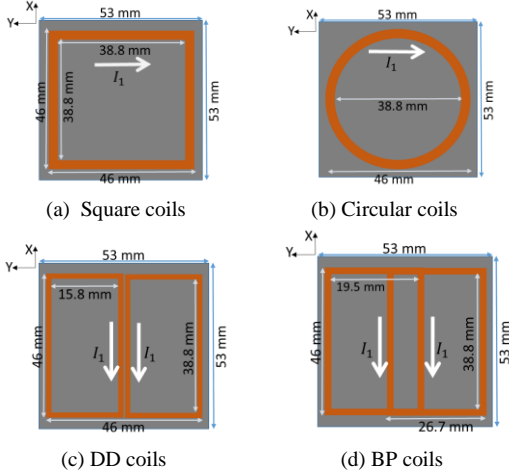 53 mm
X
Y
38.8 mm
I₁
46 mm
38.8 mm
53 mm
46 mm
(a) Square coils
53 mm
X
Y
I₁
38.8 mm
53 mm
46 mm
(b) Circular coils
53 mm
X
Y
15.8 mm
46 mm
I₁ I₁
38.8 mm
53 mm
46 mm
(c) DD coils
53 mm
X
Y
19.5 mm
46 mm
I₁ I₁
38.8 mm
53 mm
26.7 mm
(d) BP coils